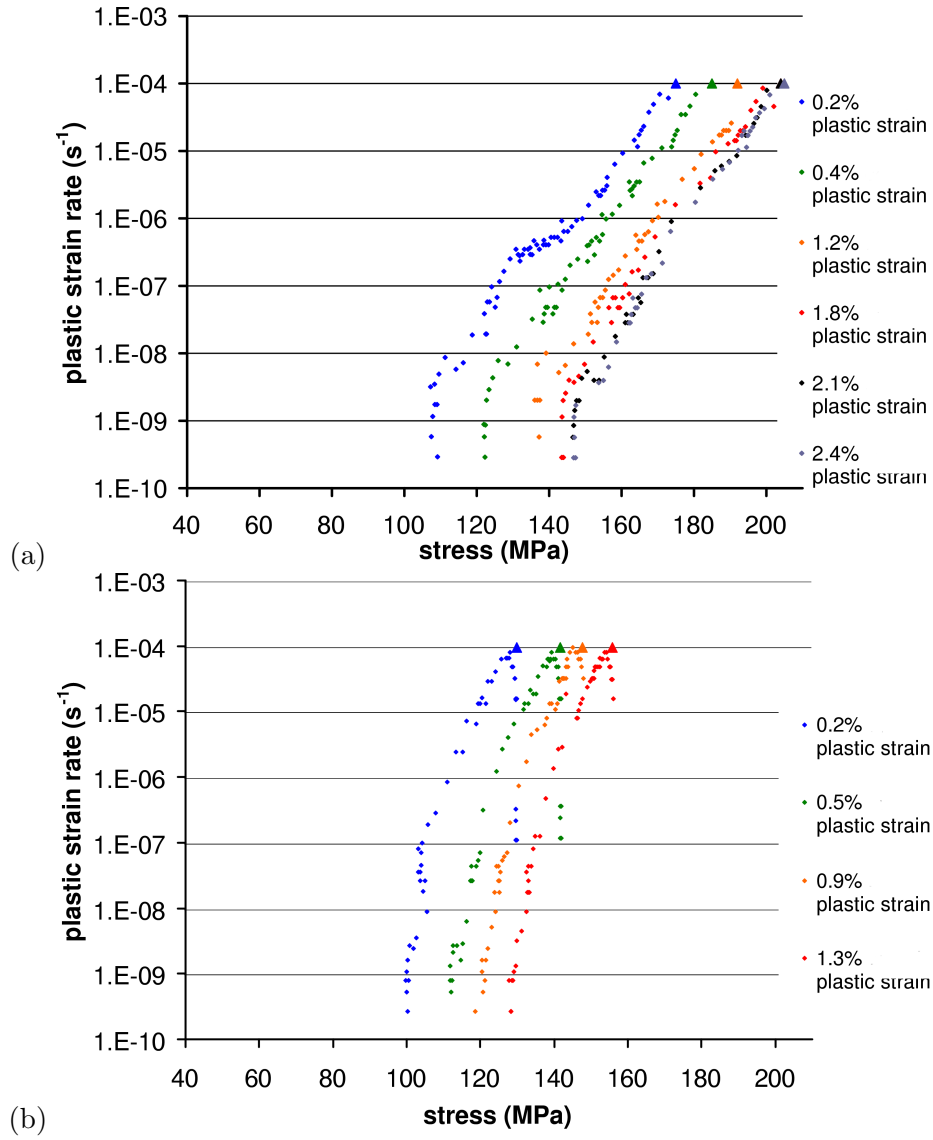 1.E-03
1.E-04
1.E-05
1.E-06
1.E-07
1.E-08
1.E-09
1.E-10
plastic strain rate (s-1)
40 60 80 100 120 140 160 180 200
stress (MPa)
0.2%
plastic strain
0.4%
plastic strain
1.2%
plastic strain
1.8%
plastic strain
2.1%
plastic strain
2.4%
plastic strain
(a)
1.E-03
1.E-04
1.E-05
1.E-06
1.E-07
1.E-08
1.E-09
1.E-10
plastic strain rate (s-1)
40 60 80 100 120 140 160 180 200
stress (MPa)
0.2%
plastic strain
0.5%
plastic strain
0.9%
plastic strain
1.3%
plastic strain
(b)